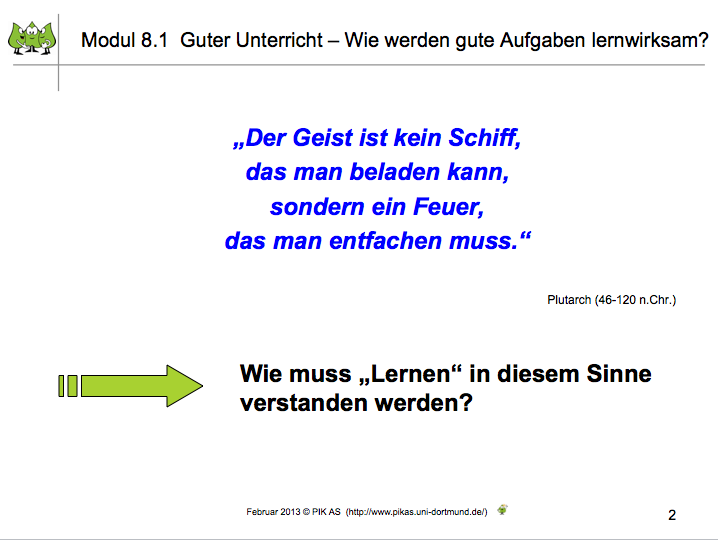 Modul 8.1  Guter Unterricht – Wie werden gute Aufgaben lernwirksam?
„Der Geist ist kein Schiff,
das man beladen kann,
sondern ein Feuer,
das man entfachen muss.“
Plutarch (46-120 n.Chr.)
Wie muss „Lernen“ in diesem Sinne
verstanden werden?
Februar 2013 © PIK AS  (http://www.pikas.uni-dortmund.de/)
2